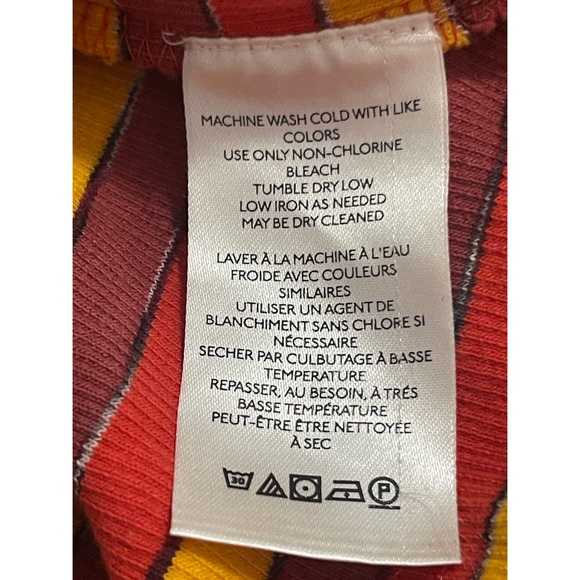 MACHINE WASH COLD WITH LIKE
COLORS
USE ONLY NON-CHLORINE
BLEACH
TUMBLE DRY LOW
LOW IRON AS NEEDED
MAY BE DRY CLEANED
LAVER À LA MACHINE À L'EAU
FROIDE AVEC COULEURS
SIMILAIRES
UTILISER UN AGENT DE
BLANCHIMENT SANS CHLORE SI
NÉCESSAIRE
SECHER PAR CULBUTAGE À BASSE
TEMPERATURE
REPASSER, AU BESOIN, À TRÉS
BASSE TEMPÉRATURE
PEUT-ÊTRE ÊTRE NETTOYÉE
À SEC
30 P